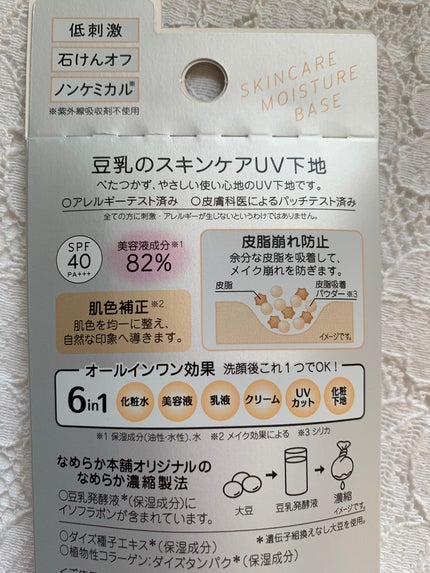 低刺激
石けんオフ
ノンケミカル※
※紫外線吸収剤不使用
SKINCARE
MOISTURE
BASE
豆乳のスキンケアUV下地
べたつかず、やさしい使い心地のUV下地です。
○アレルギーテスト済み ○皮膚科医によるパッチテスト済み
全ての方に刺激・アレルギーが生じないというわけではありません。
SPF
40
PA+++
美容液成分※1
82%
皮脂崩れ防止
余分な皮脂を吸着して、
メイク崩れを防ぎます。
皮脂
皮脂吸着
パウダー※3
イメージです。
肌色補正※2
肌色を均一に整え、
自然な印象へ導きます。
オールインワン効果 洗顔後これ1つでOK!
6in1
化粧水
美容液
乳液
クリーム
UV
カット
化粧
下地
※1 保湿成分(油性・水性)、水 ※2 メイク効果による ※3 シリカ
なめらか本舗オリジナルの
なめらか濃縮製法
○豆乳発酵液*(保湿成分)に
イソフラボンが含まれています。
大豆
豆乳発酵液
濃縮
イメージです。
*遺伝子組換えなし大豆を使用。
○ダイズ種子エキス*(保湿成分)
○植物性コラーゲン:ダイズタンパク*(保湿成分)